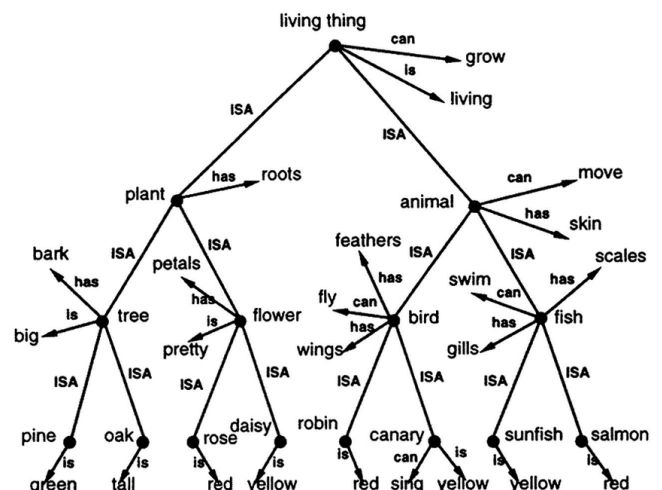 living thing
can
grow
is
living
ISA
ISA
plant
has
roots
animal
can
move
has
skin
bark
ISA
ISA
petals
feathers
ISA
ISA
scales
has
has
has
swim
has
is
big
tree
is
flower
pretty
fly
can
has
wings
bird
can
has
gills
fish
ISA
ISA
ISA
ISA
ISA
ISA
ISA
ISA
pine
oak
rose
daisy
robin
canary
sunfish
salmon
is
is
is
is
is
can
is
is
is
green
tall
red
yellow
red
sing
yellow
yellow
red